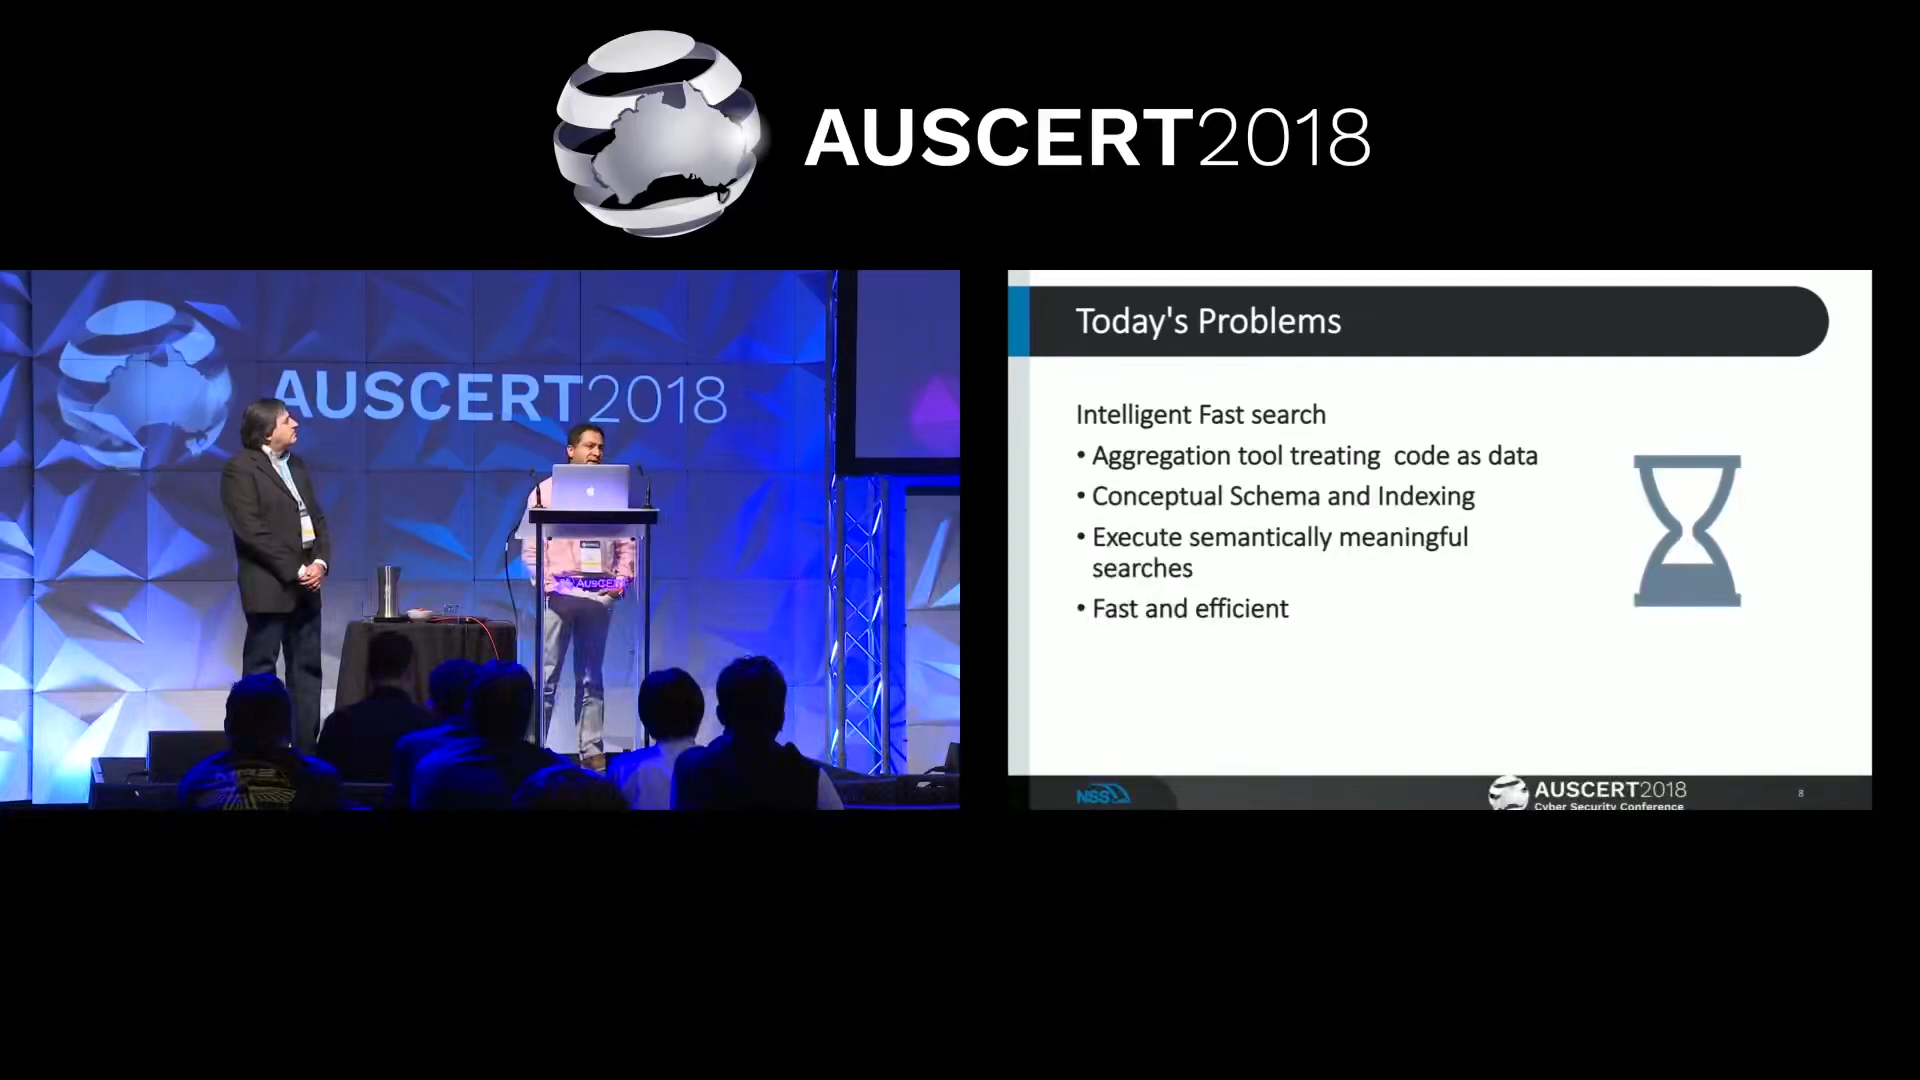 AUSCERT2018
AUSCERT2018
AUSCERT
Today's Problems
Intelligent Fast search
• Aggregation tool treating code as data
• Conceptual Schema and Indexing
• Execute semantically meaningful
searches
• Fast and efficient
NSS
AUSCERT2018
Cyber Security Conference
8